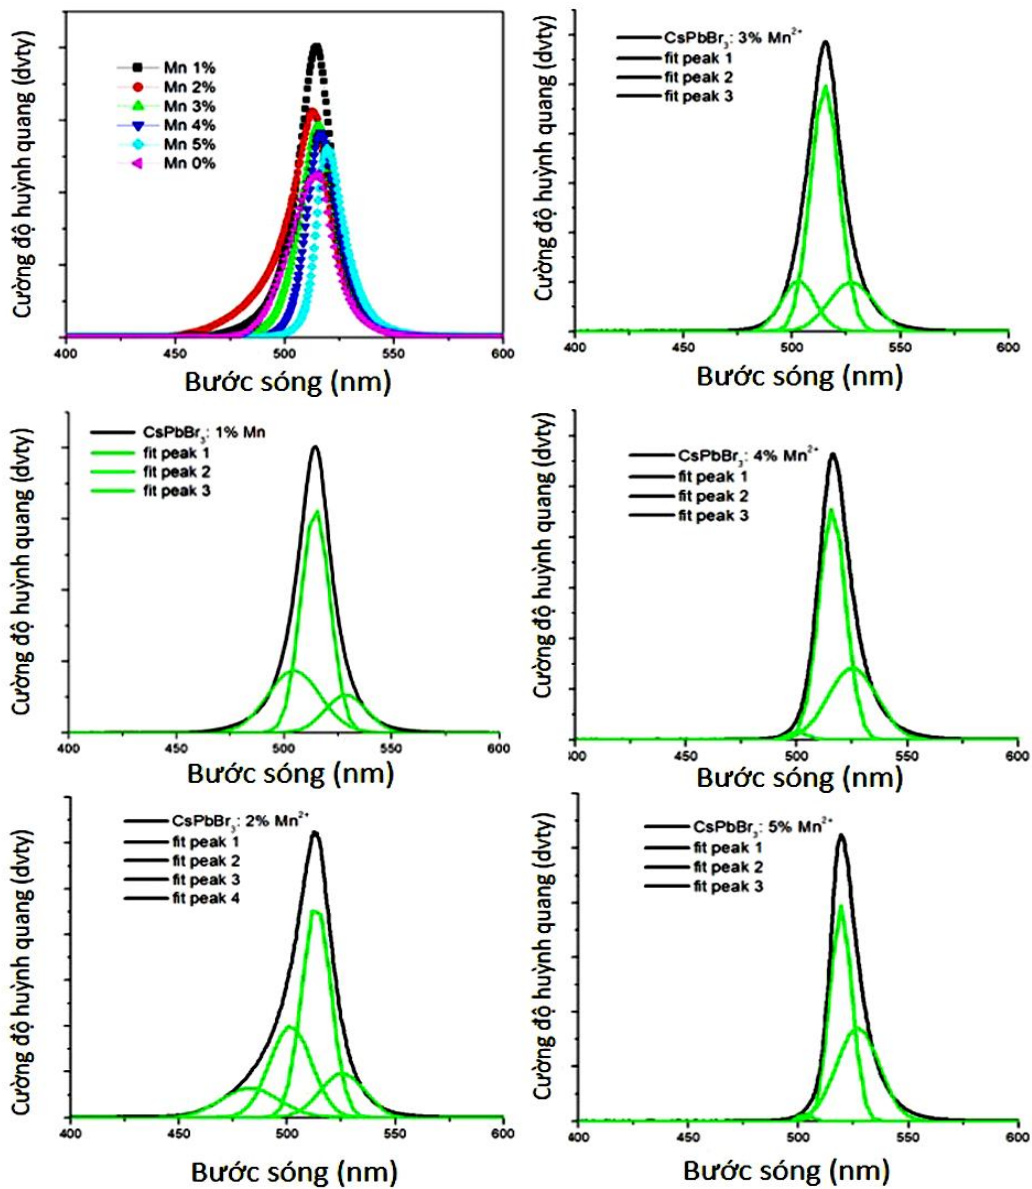 Cường độ huỳnh quang (dvty)
Mn 1%
Mn 2%
Mn 3%
Mn 4%
Mn 5%
Mn 0%
400 450 500 550 600
Bước sóng (nm)
Cường độ huỳnh quang (dvty)
CsPbBr₃: 3% Mn²⁺
fit peak 1
fit peak 2
fit peak 3
400 450 500 550 600
Bước sóng (nm)
Cường độ huỳnh quang (dvty)
CsPbBr₃: 1% Mn
fit peak 1
fit peak 2
fit peak 3
400 450 500 550 600
Bước sóng (nm)
Cường độ huỳnh quang (dvty)
CsPbBr₃: 4% Mn²⁺
fit peak 1
fit peak 2
fit peak 3
400 450 500 550 600
Bước sóng (nm)
Cường độ huỳnh quang (dvty)
CsPbBr₃: 2% Mn²⁺
fit peak 1
fit peak 2
fit peak 3
fit peak 4
400 450 500 550 600
Bước sóng (nm)
Cường độ huỳnh quang (dvty)
CsPbBr₃: 5% Mn²⁺
fit peak 1
fit peak 2
fit peak 3
400 450 500 550 600
Bước sóng (nm)